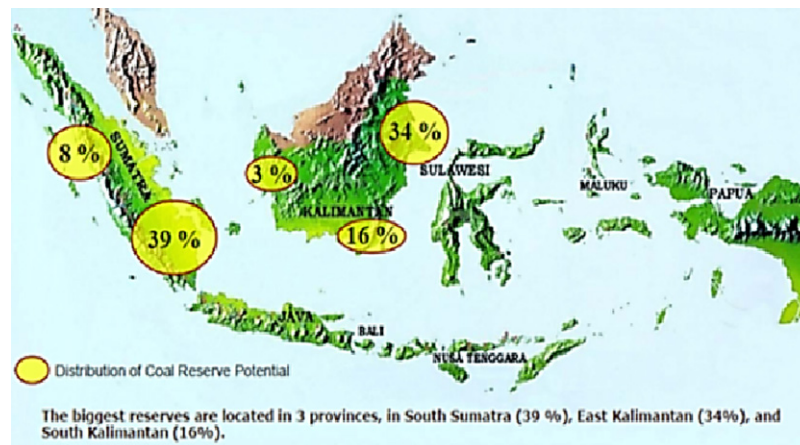 34 %
8 %
SUMATRA
3 %
SULAWESI
MALUKU
PAPUA
KALIMANTAN
39 %
16 %
JAVA
BALI
NUSA TENGGARA
Distribution of Coal Reserve Potential
The biggest reserves are located in 3 provinces, in South Sumatra (39 %), East Kalimantan (34%), and
South Kalimantan (16%).